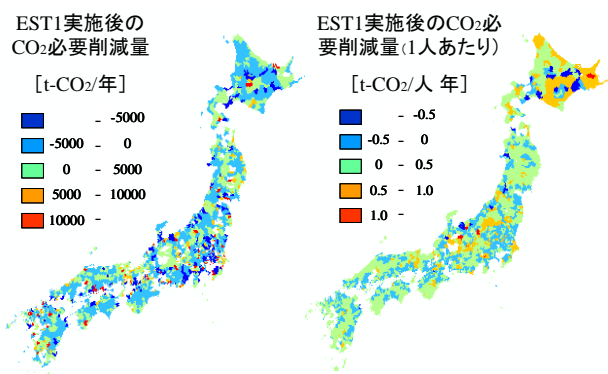 EST1実施後の
CO2必要削減量
[t-CO2/年]
- -5000
-5000 - 0
0 - 5000
5000 - 10000
10000 -
EST1実施後のCO2必
要削減量(1人あたり)
[t-CO2/人 年]
- -0.5
-0.5 - 0
0 - 0.5
0.5 - 1.0
1.0 -